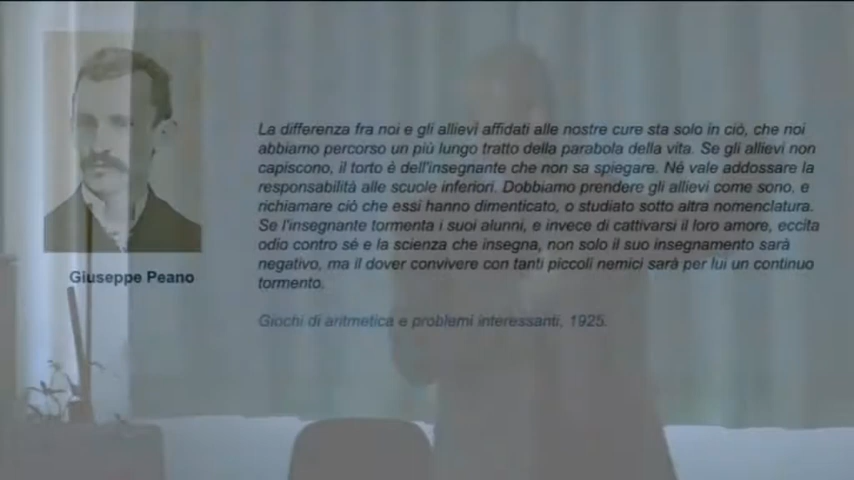 La differenza fra noi e gli allievi affidati alle nostre cure sta solo in ciò, che noi
abbiamo percorso un più lungo tratto della parabola della vita. Se gli allievi non
capiscono, il torto è dell'insegnante che non sa spiegare. Né vale addossare la
responsabilità alle scuole inferiori. Dobbiamo prendere gli allievi come sono, e
richiamare ciò che essi hanno dimenticato, o studiato sotto altra nomenclatura.
Se l'insegnante tormenta i suoi alunni, e invece di cattivarsi il loro amore, eccita
odio contro sé e la scienza che insegna, non solo il suo insegnamento sarà
negativo, ma il dover convivere con tanti piccoli nemici sarà per lui un continuo
tormento.
Giuseppe Peano
Giochi di aritmetica e problemi interessanti, 1925.